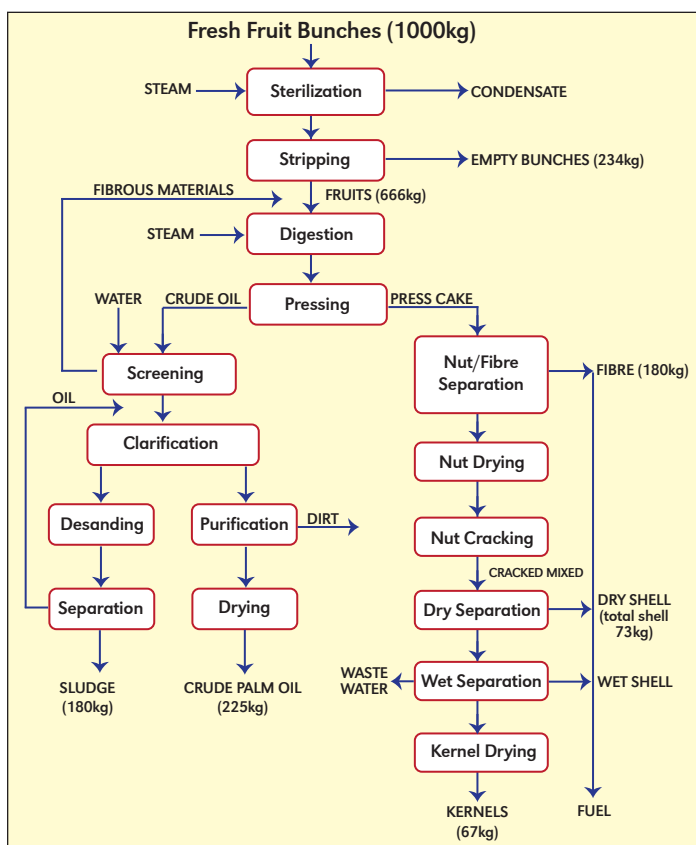 Fresh Fruit Bunches (1000kg)
STEAM
Sterilization
CONDENSATE
Stripping
EMPTY BUNCHES (234kg)
FIBROUS MATERIALS
FRUITS (666kg)
STEAM
Digestion
WATER
CRUDE OIL
Pressing
PRESS CAKE
Screening
Nut/Fibre
Separation
FIBRE (180kg)
OIL
Clarification
Nut Drying
Desanding
Purification
DIRT
Nut Cracking
CRACKED MIXED
Separation
Drying
Dry Separation
DRY SHELL
(total shell
73kg)
SLUDGE
(180kg)
CRUDE PALM OIL
(225kg)
WASTE
WATER
Wet Separation
WET SHELL
Kernel Drying
KERNELS
(67kg)
FUEL